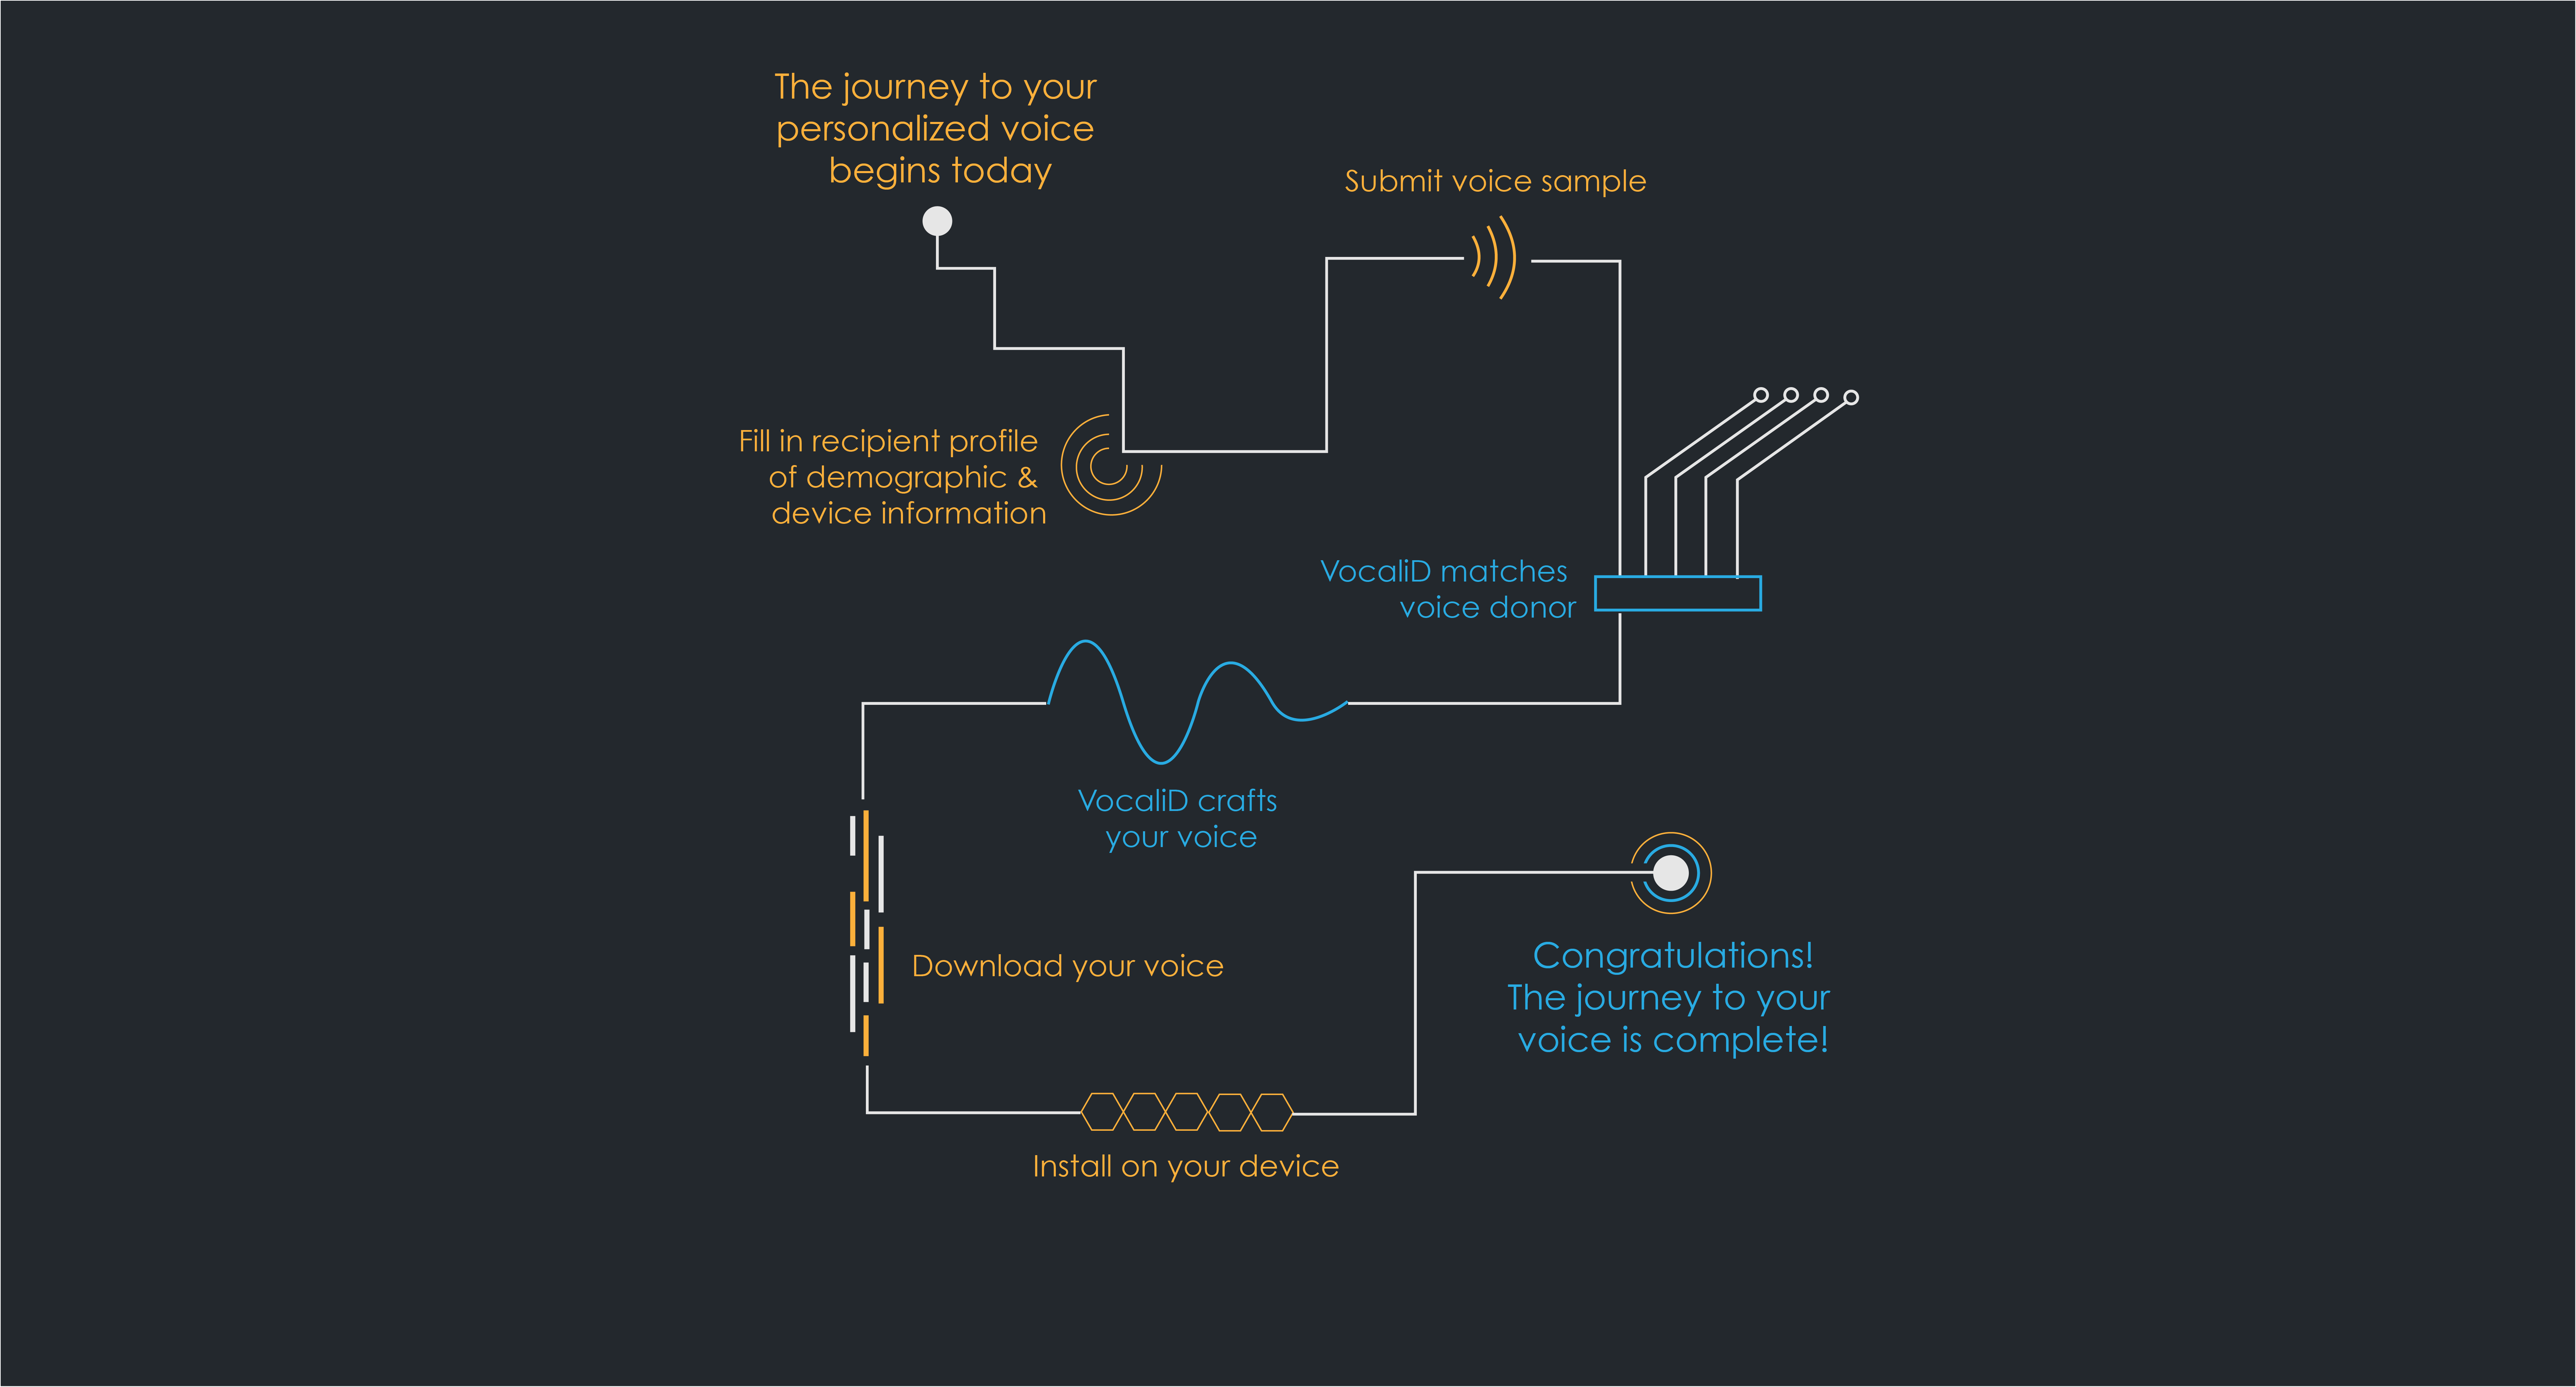 The journey to your
personalized voice
begins today
Submit voice sample
Fill in recipient profile
of demographic &
device information
VocaliD matches
voice donor
VocaliD crafts
your voice
Download your voice
Install on your device
Congratulations!
The journey to your
voice is complete!